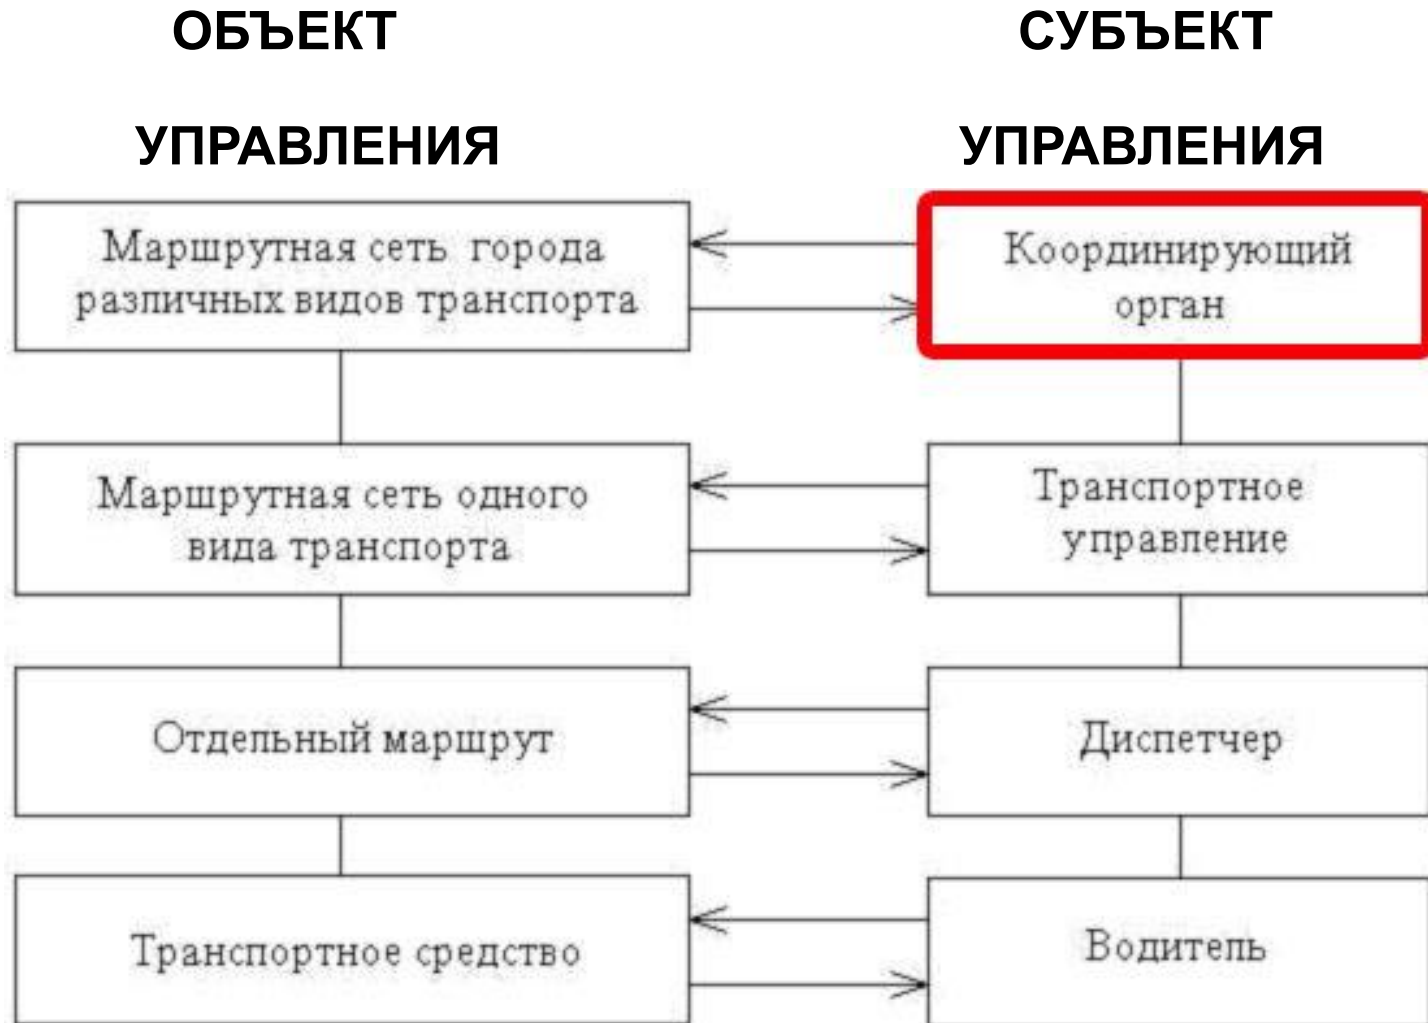 ОБЪЕКТ
УПРАВЛЕНИЯ
СУБЪЕКТ
УПРАВЛЕНИЯ
Маршрутная сеть города
различных видов транспорта
Координирующий
орган
Маршрутная сеть одного
вида транспорта
Транспортное
управление
Отдельный маршрут
Диспетчер
Транспортное средство
Водитель